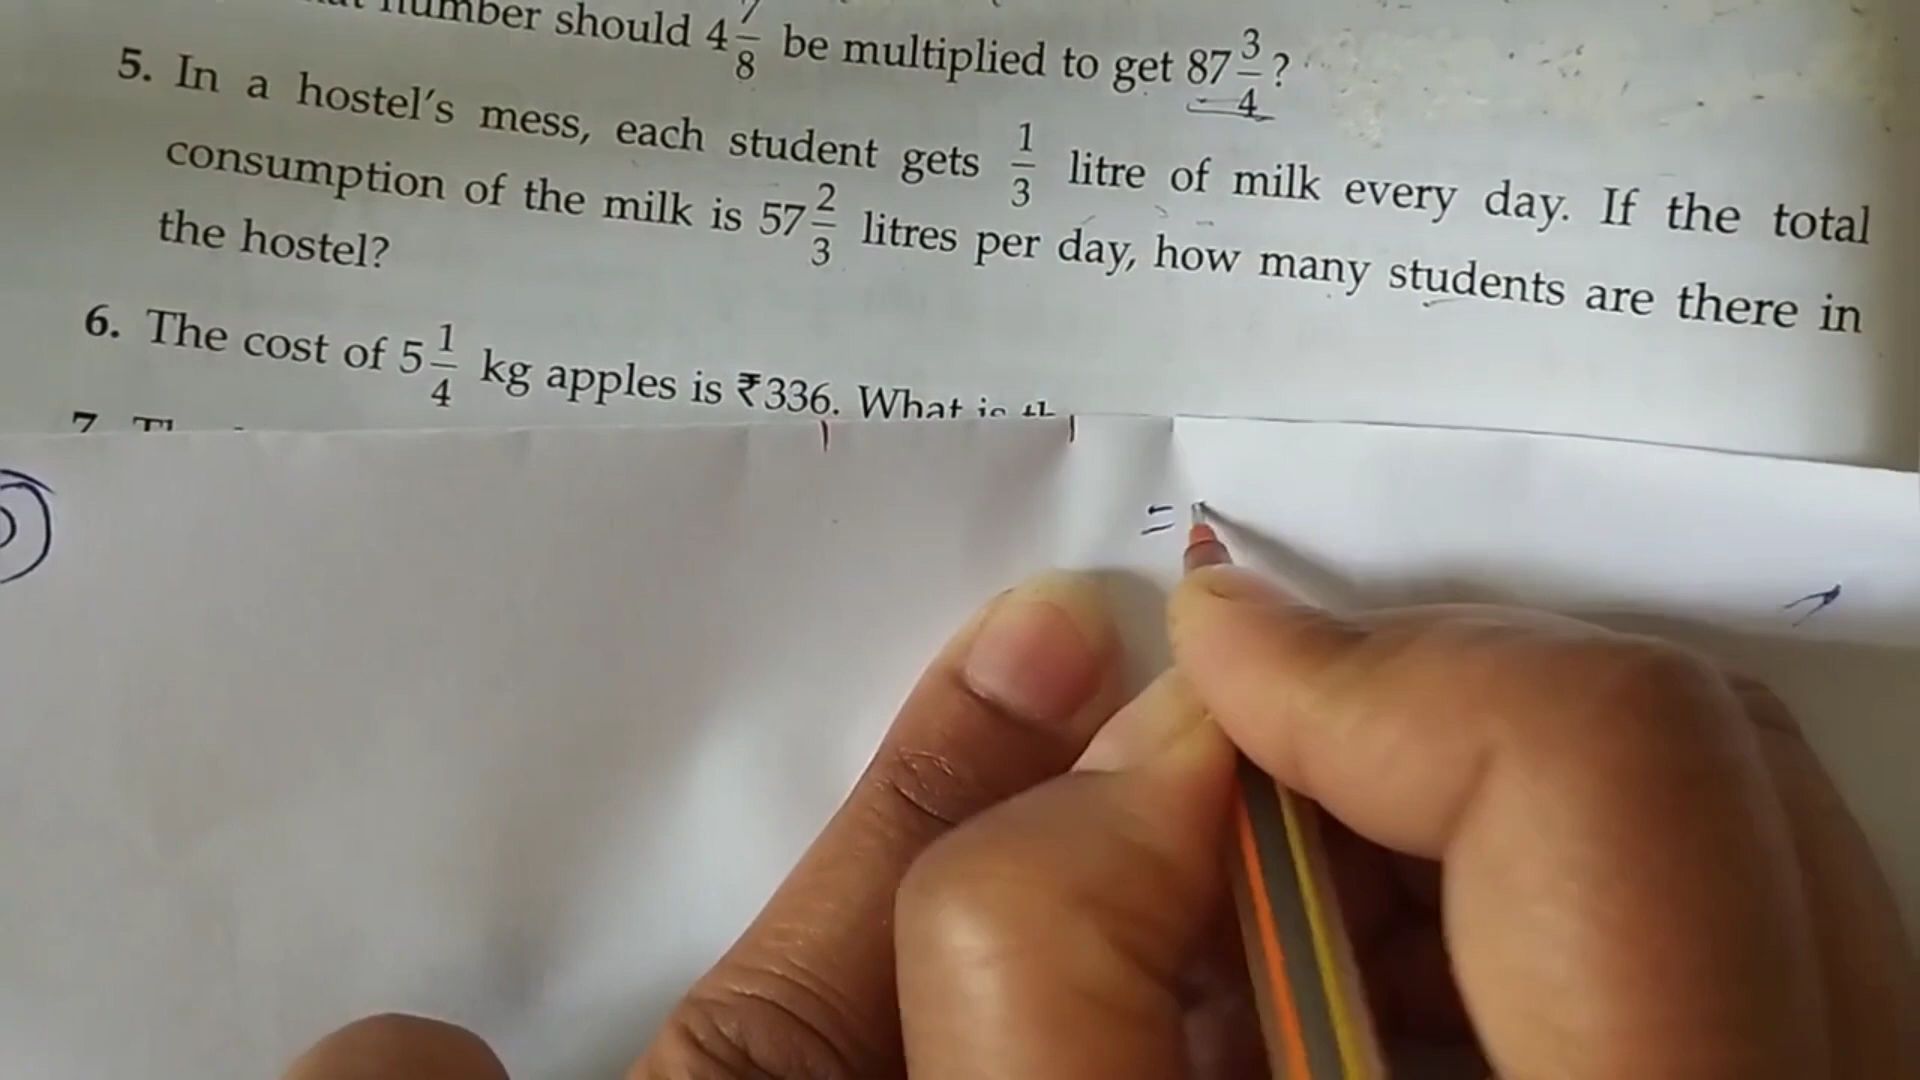 number should 4 7/8 be multiplied to get 87 3/4 ?
5. In a hostel's mess, each student gets 1/3 litre of milk every day. If the total
consumption of the milk is 57 2/3 litres per day, how many students are there in
the hostel?
6. The cost of 5 1/4 kg apples is ₹336. What is
7
=